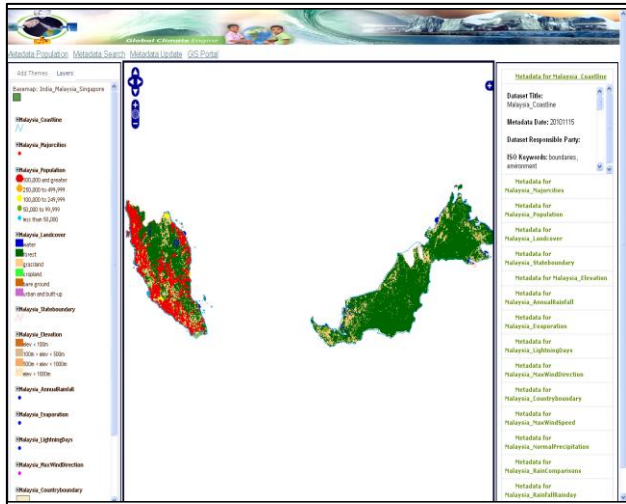 Global Climate Engine
Metadata Population Metadata Search Metadata Update GIS Portal
Add Themes Layers
Basemap: India_Malaysia_Singapore
Malaysia_Coastline
Malaysia_Majorcities
Malaysia_Population
500,000 and greater
250,000 to 499,999
100,000 to 249,999
50,000 to 99,999
less than 50,000
Malaysia_Landcover
water
forest
grassland
cropland
bare ground
urban and built-up
Malaysia_Stateboundary
Malaysia_Elevation
elev < 100m
100m > elev < 500m
500m > elev < 1000m
elev < 1000m
Malaysia_AnnualRainfall
Malaysia_Evaporation
Malaysia_LightningDays
Malaysia_MaxWindDirection
Malaysia_Countryboundary
Metadata for Malaysia_Coastline
Dataset Title:
Malaysia_Coastline
Metadata Date: 20101115
Dataset Responsible Party:
ISO Keywords: boundaries,
environment
Metadata for
Malaysia_Majorcities
Metadata for
Malaysia_Population
Metadata for
Malaysia_Landcover
Metadata for
Malaysia_Stateboundary
Metadata for Malaysia_Elevation
Metadata for
Malaysia_AnnualRainfall
Metadata for
Malaysia_Evaporation
Metadata for
Malaysia_LightningDays
Metadata for
Malaysia_MaxWindDirection
Metadata for
Malaysia_Countryboundary
Metadata for
Malaysia_MaxWindSpeed
Metadata for
Malaysia_NormalPrecipitation
Metadata for
Malaysia_RainComparisons
Metadata for
Malaysia_RainfallRainday